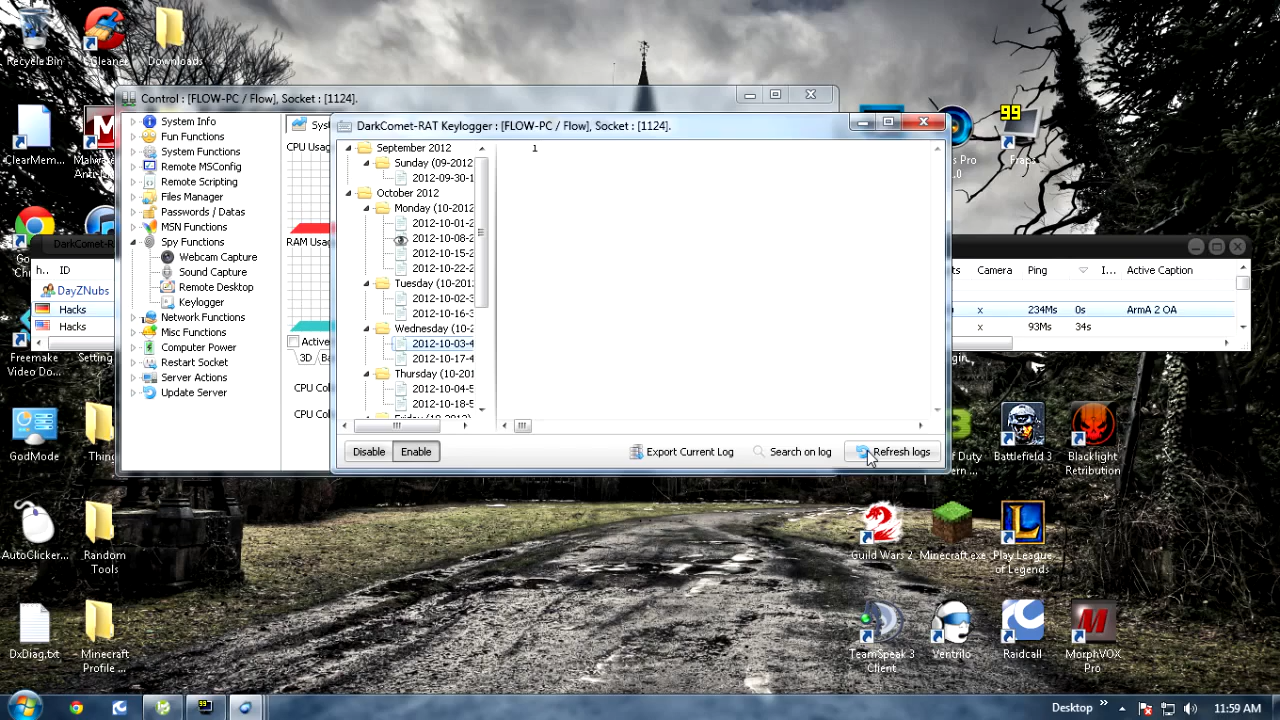 Recycle Bin
CCleaner
Downloads
ClearMem...
Control : [FLOW-PC / Flow], Socket : [1124].
System Info
Fun Functions
System Functions
Remote MSConfig
Remote Scripting
Files Manager
Passwords / Datas
MSN Functions
Spy Functions
Webcam Capture
Sound Capture
Remote Desktop
Keylogger
Network Functions
Misc Functions
Computer Power
Restart Socket
Server Actions
Update Server
CPU Usag
RAM Usag
Active
3D
CPU Col
CPU Col
DarkComet-RAT Keylogger : [FLOW-PC / Flow], Socket : [1124].
September 2012
Sunday (09-2012
2012-09-30-1
October 2012
Monday (10-2012
2012-10-01-2
2012-10-08-2
2012-10-15-2
2012-10-22-2
Tuesday (10-201
2012-10-02-3
2012-10-16-3
Wednesday (10-2
2012-10-03-4
2012-10-17-4
Thursday (10-201
2012-10-04-5
2012-10-18-5
1
Disable
Enable
Export Current Log
Search on log
Refresh logs
DarkComet-R
h.. ID
DayZNubs
Hacks
Hacks
Camera Ping I... Active Caption
x 234Ms 0s ArmA 2 OA
x 93Ms 34s
99
Fraps
Freemake
Video Do...
Setting
GodMode
Thing
AutoClicker...
Random
Tools
DxDiag.txt
Minecraft
Profile ...
Battlefield 3
Blacklight
Retribution
Guild Wars 2
Minecraft.exe
Play League
of Legends
TeamSpeak 3
Client
Ventrilo
Raidcall
MorphVOX
Pro
Desktop
11:59 AM